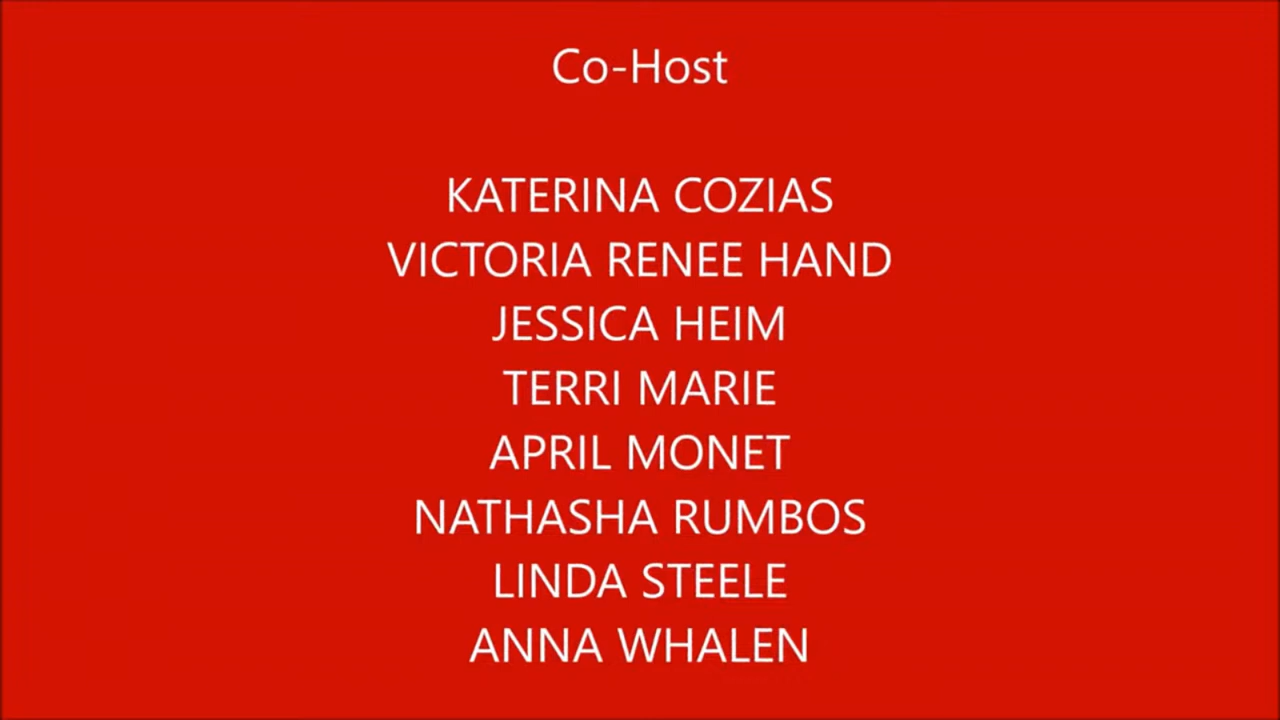 Co-Host
KATERINA COZIAS
VICTORIA RENEE HAND
JESSICA HEIM
TERRI MARIE
APRIL MONET
NATHASHA RUMBOS
LINDA STEELE
ANNA WHALEN